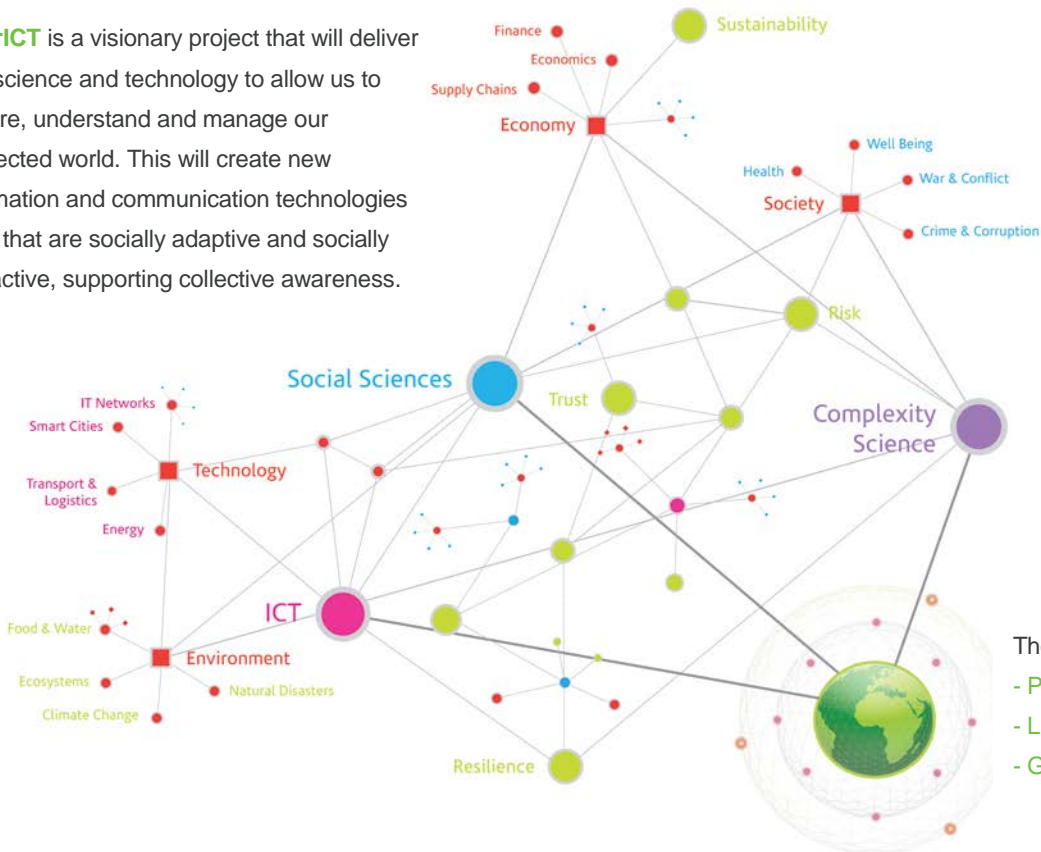 rICT is a visionary project that will deliver
science and technology to allow us to
re, understand and manage our
ected world. This will create new
mation and communication technologies
that are socially adaptive and socially
active, supporting collective awareness.
Sustainability
Finance
Economics
Supply Chains
Economy
Well Being
Health
War & Conflict
Society
Crime & Corruption
Risk
Social Sciences
Trust
Complexity
Science
IT Networks
Smart Cities
Technology
Transport &
Logistics
Energy
ICT
Food & Water
Environment
Ecosystems
Natural Disasters
Climate Change
Resilience
Th
- P
- L
- G